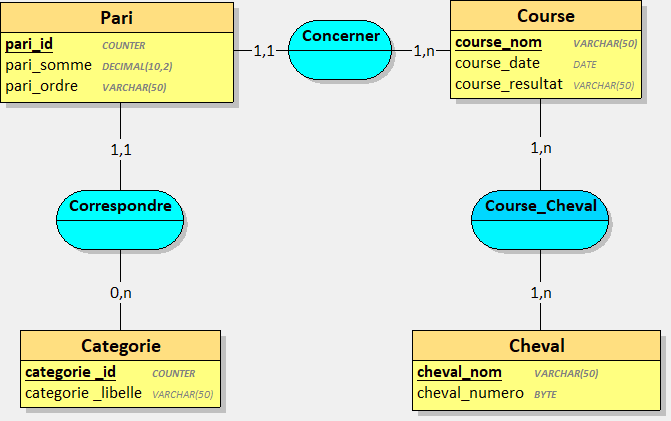 Pari
pari_id COUNTER
pari_somme DECIMAL(10,2)
pari_ordre VARCHAR(50)
1,1
Concerner
1,n
Course
course_nom VARCHAR(50)
course_date DATE
course_resultat VARCHAR(50)
1,1
1,n
Correspondre
Course_Cheval
0,n
1,n
Categorie
categorie _id COUNTER
categorie _libelle VARCHAR(50)
Cheval
cheval_nom VARCHAR(50)
cheval_numero BYTE